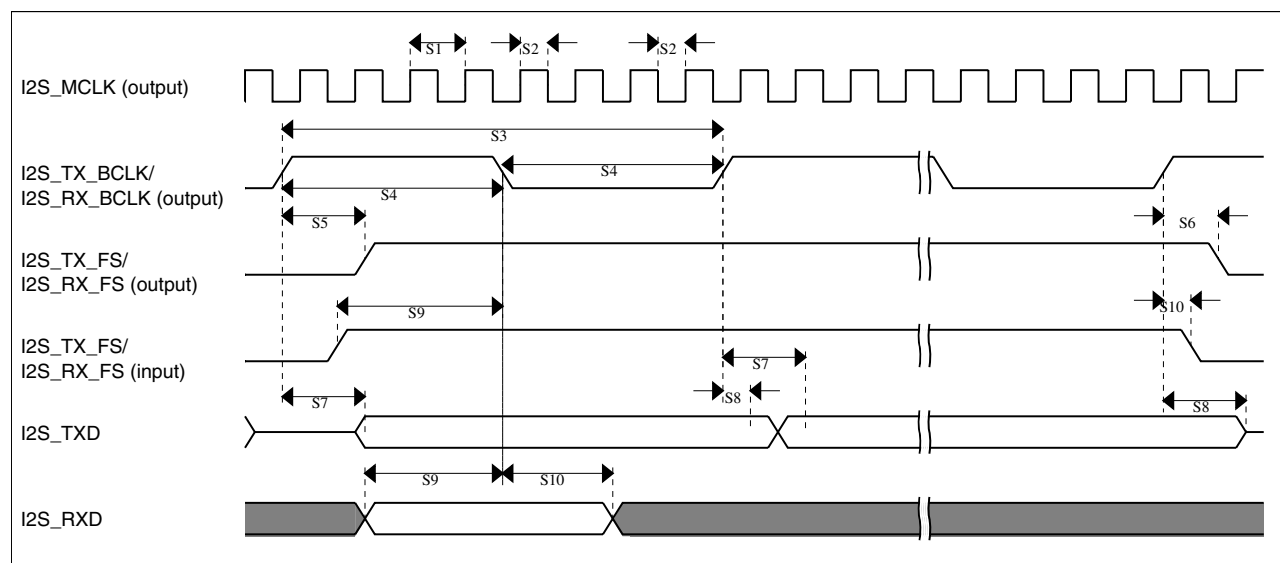 S1 S2 S2
I2S_MCLK (output)
S3
I2S_TX_BCLK/
I2S_RX_BCLK (output)
S4
S4
S5
S6
I2S_TX_FS/
I2S_RX_FS (output)
S9
S10
I2S_TX_FS/
I2S_RX_FS (input)
S7
S7
S8
S8
I2S_TXD
S9 S10
I2S_RXD